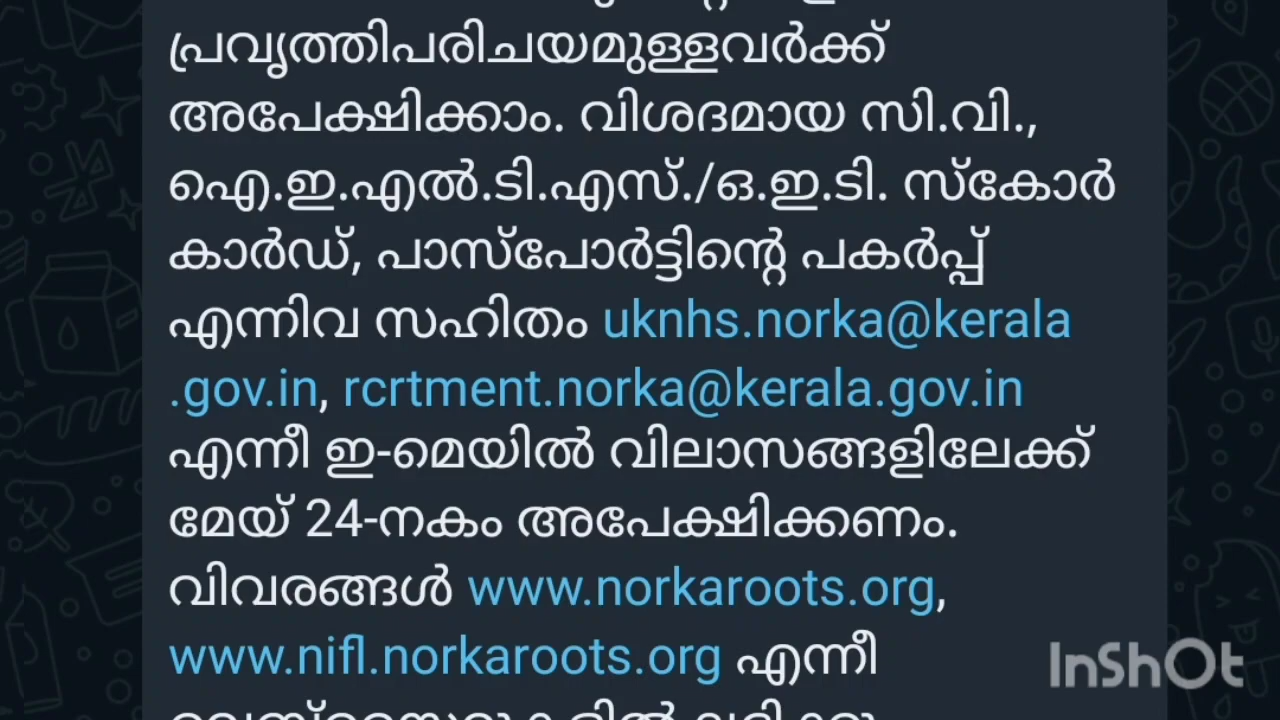 പ്രവൃത്തിപരിചയമുള്ളവർക്ക്
അപേക്ഷിക്കാം. വിശദമായ സി.വി.,
ഐ.ഇ.എൽ.ടി.എസ്./ഒ.ഇ.ടി. സ്കോർ
കാർഡ്, പാസ്പോർട്ടിന്റെ പകർപ്പ്
എന്നിവ സഹിതം uknhs.norka@kerala
.gov.in, rcrtment.norka@kerala.gov.in
എന്നീ ഇ-മെയിൽ വിലാസങ്ങളിലേക്ക്
മേയ് 24-നകം അപേക്ഷിക്കണം.
വിവരങ്ങൾ www.norkaroots.org,
www.nifl.norkaroots.org എന്നീ
InShOt